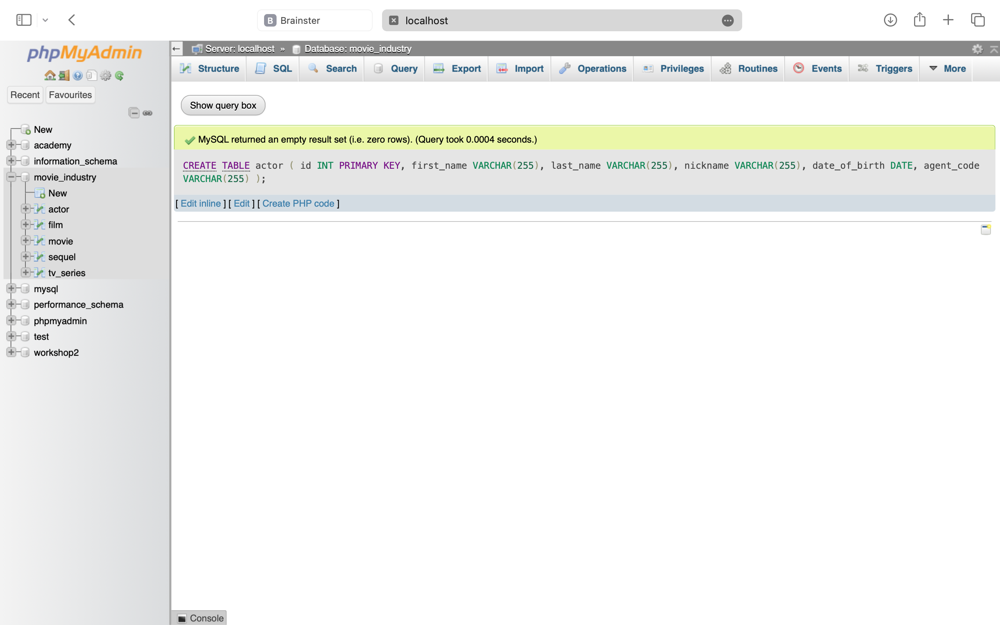 B Brainster
localhost
phpMyAdmin
Recent Favourites
New
academy
information_schema
movie_industry
New
actor
film
movie
sequel
tv_series
mysql
performance_schema
phpmyadmin
test
workshop2
Server: localhost » Database: movie_industry
Structure SQL Search Query Export Import Operations Privileges Routines Events Triggers More
Show query box
MySQL returned an empty result set (i.e. zero rows). (Query took 0.0004 seconds.)
CREATE TABLE actor ( id INT PRIMARY KEY, first_name VARCHAR(255), last_name VARCHAR(255), nickname VARCHAR(255), date_of_birth DATE, agent_code
VARCHAR(255) );
[ Edit inline ] [ Edit ] [ Create PHP code ]
Console